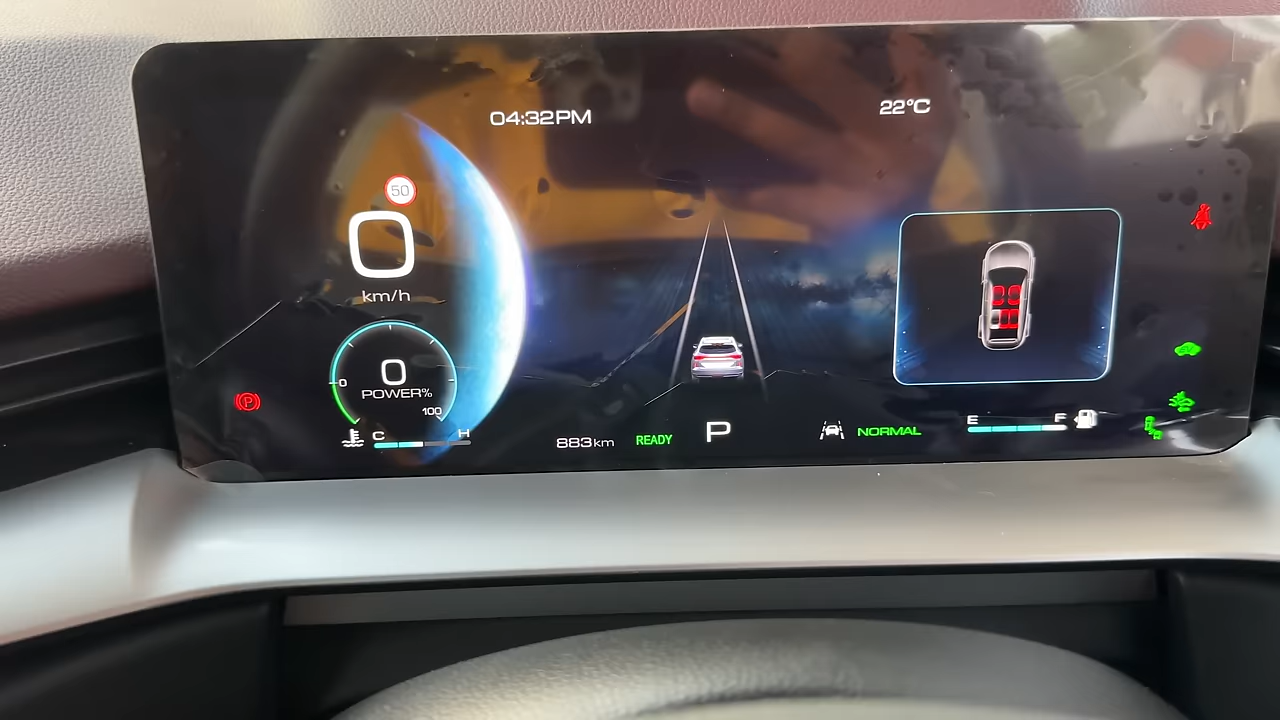 04:32PM
22°C
50
0
km/h
0
0
POWER%
100
P
C H
883km
READY
P
NORMAL
E F